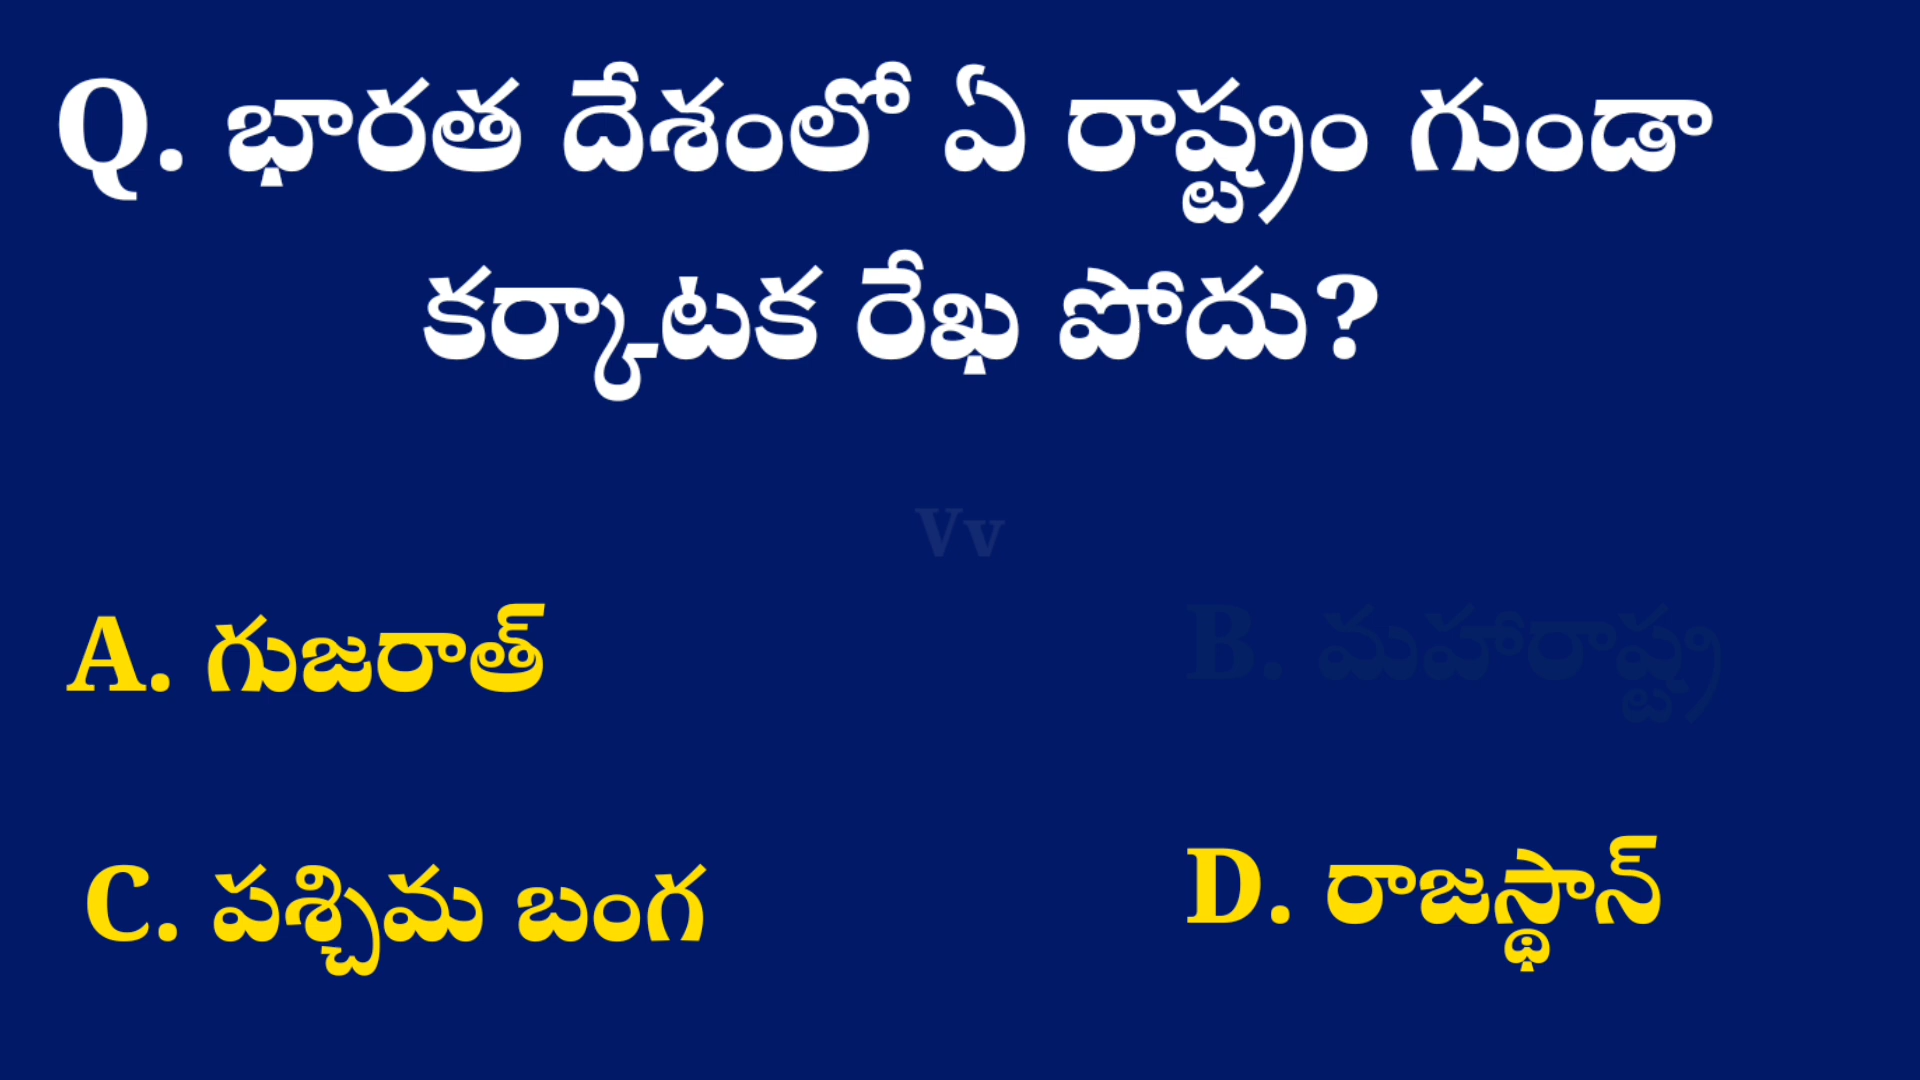 Q. భారత దేశంలో ఏ రాష్ట్రం గుండా
కర్కాటక రేఖ పోదు?
Vv
A. గుజరాత్
B. మహారాష్ట్ర
C. పశ్చిమ బంగ
D. రాజస్థాన్